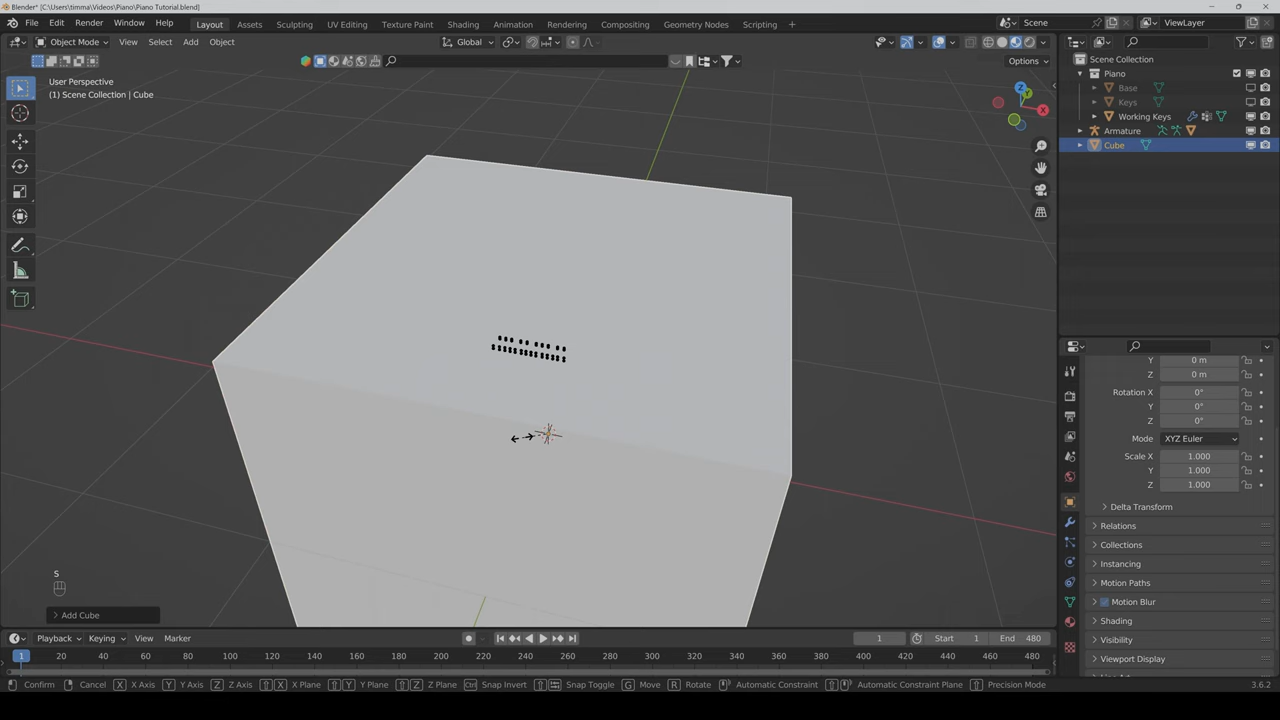 Blender* [C:\Users\timma\Videos\Piano\Piano Tutorial.blend]
File Edit Render Window Help Layout Assets Sculpting UV Editing Texture Paint Shading Animation Rendering Compositing Geometry Nodes Scripting + Scene ViewLayer
Object Mode View Select Add Object Global
Options
User Perspective
(1) Scene Collection | Cube
Scene Collection
Piano
Base
Keys
Working Keys
Armature
Cube
Z
Y
X
Y 0 m
Z 0 m
Rotation X 0°
Y 0°
Z 0°
Mode XYZ Euler
Scale X 1.000
Y 1.000
Z 1.000
Delta Transform
Relations
Collections
Instancing
Motion Paths
Motion Blur
Shading
Visibility
Viewport Display
S
Add Cube
Playback Keying View Marker 1 Start 1 End 480
1 20 40 60 80 100 120 140 160 180 200 220 240 260 280 300 320 340 360 380 400 420 440 460 480
Confirm Cancel X X Axis Y Y Axis Z Z Axis X X Plane Y Y Plane Z Z Plane Ctrl Snap Invert Snap Toggle G Move R Rotate Automatic Constraint Automatic Constraint Plane Precision Mode 3.6.2